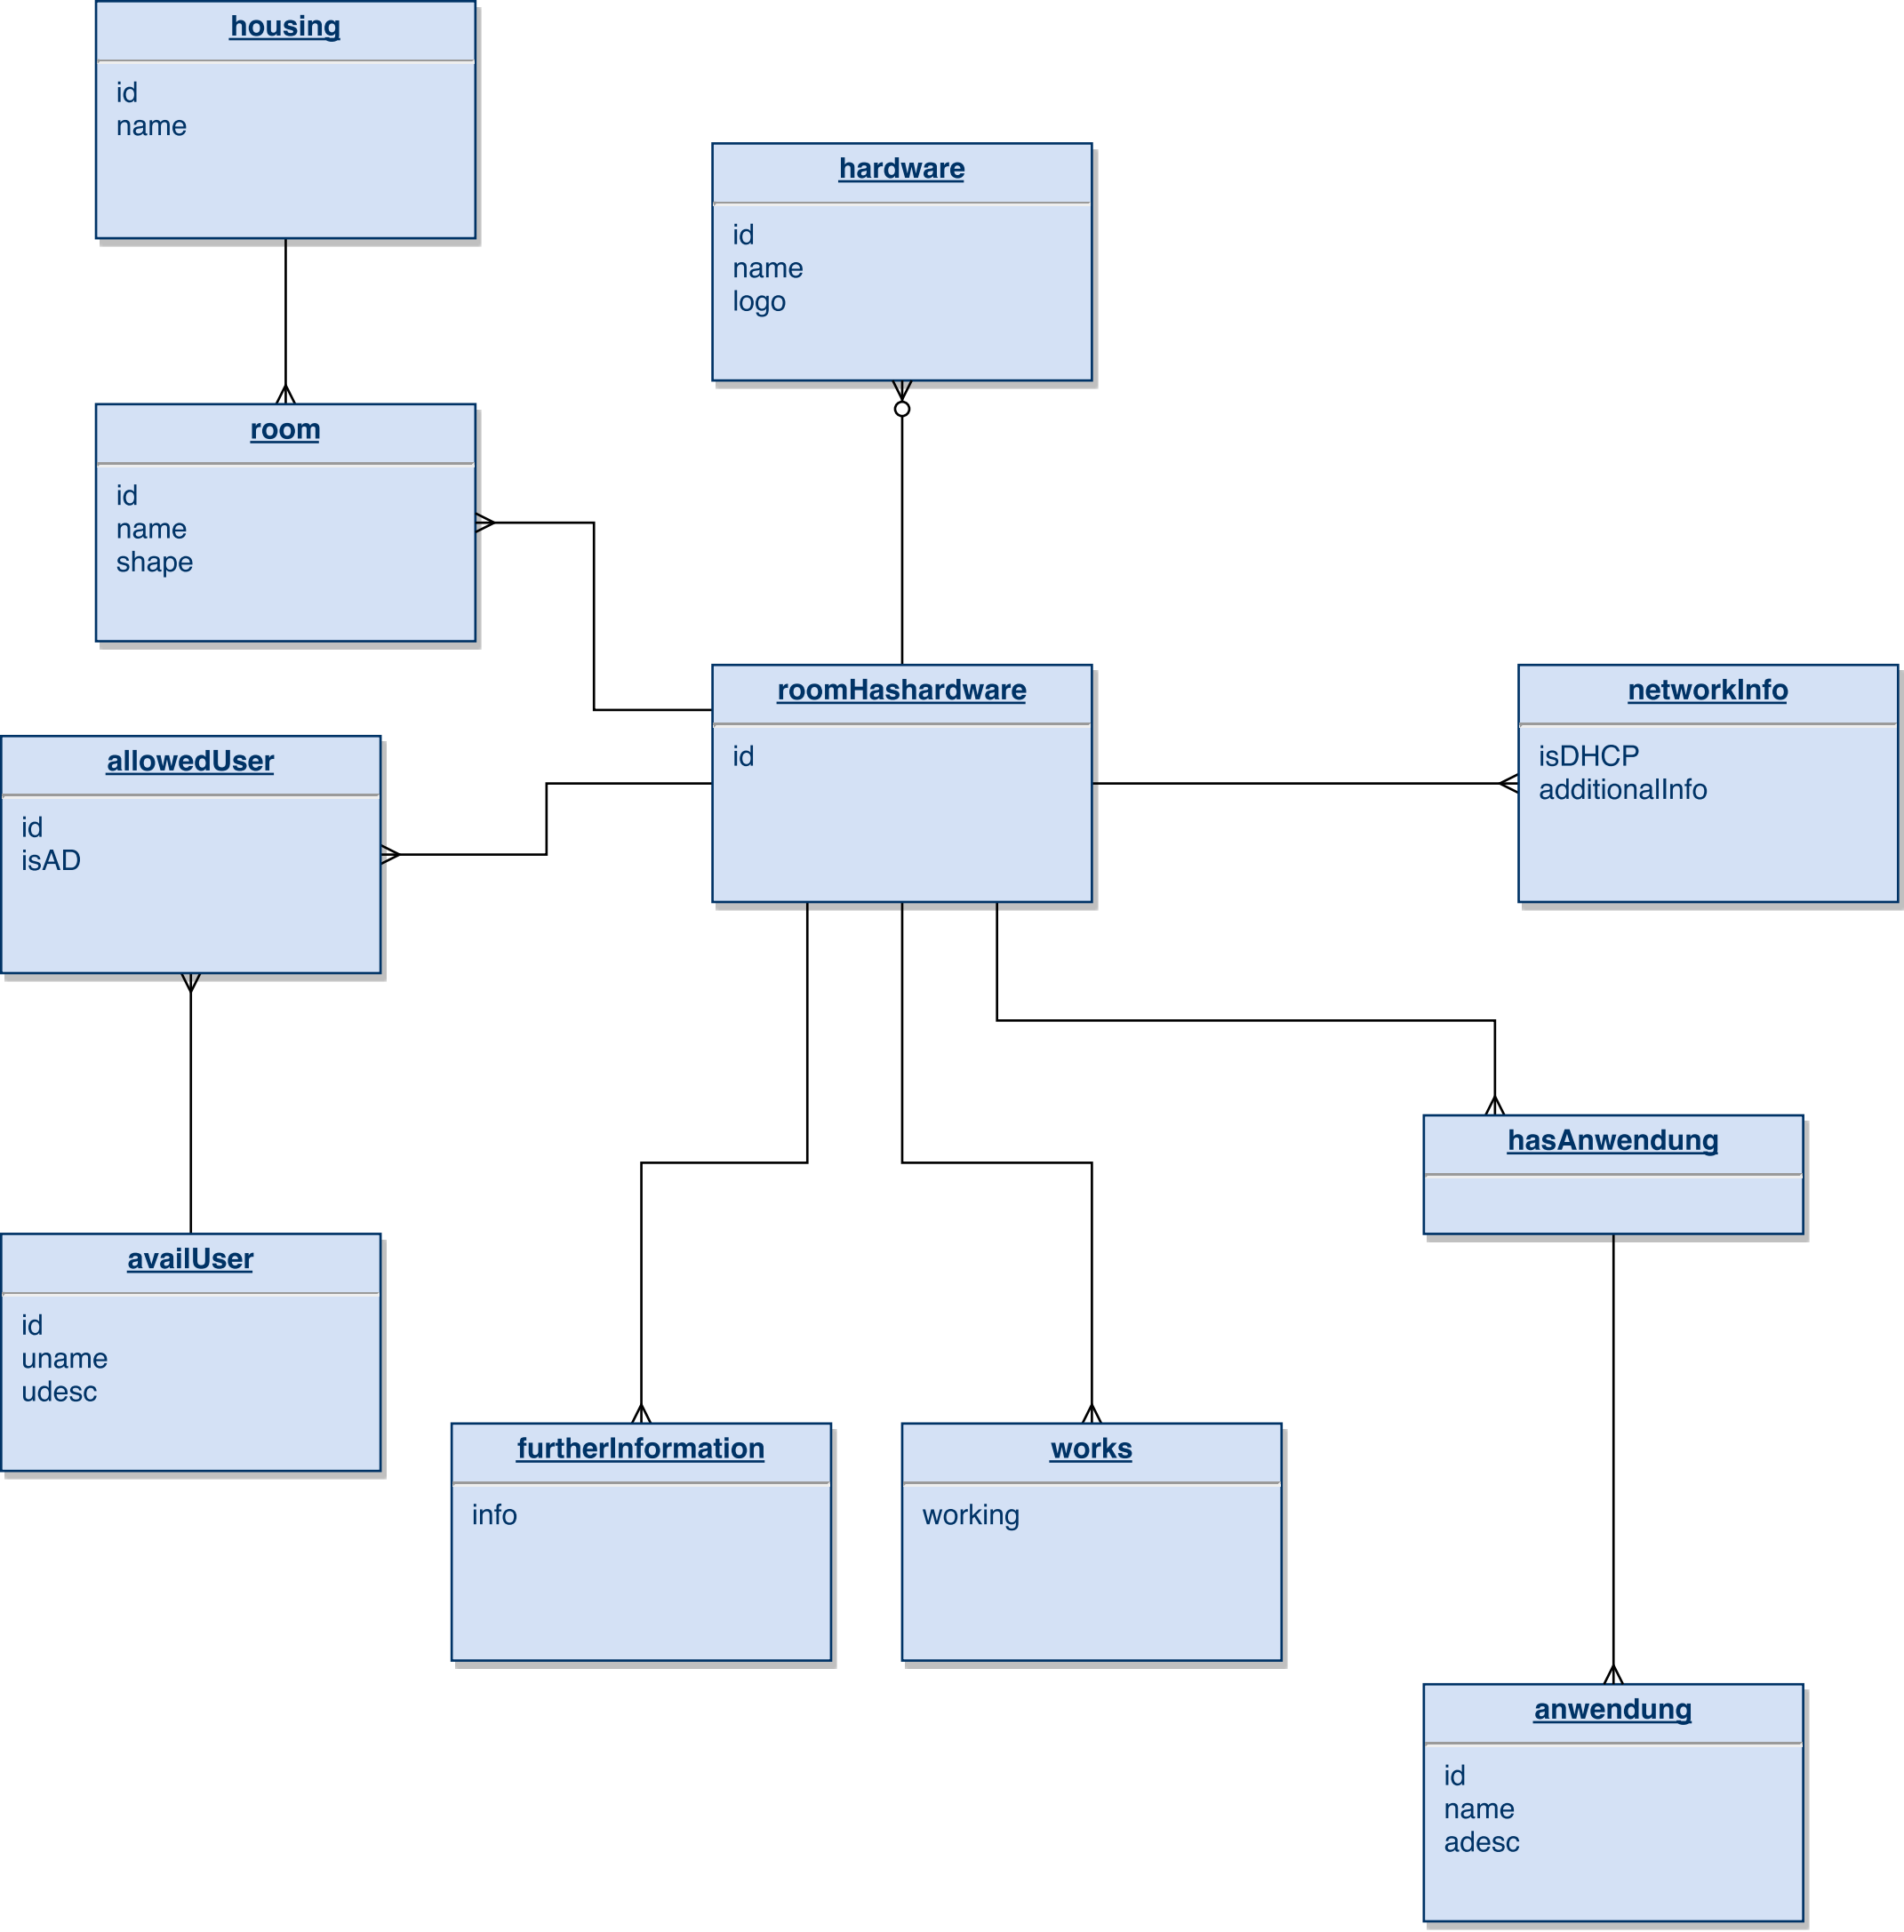 housing
id
name
hardware
id
name
logo
room
id
name
shape
roomHashardware
id
networkInfo
isDHCP
additionalInfo
allowedUser
id
isAD
hasAnwendung
availUser
id
uname
udesc
furtherInformation
info
works
working
anwendung
id
name
adesc